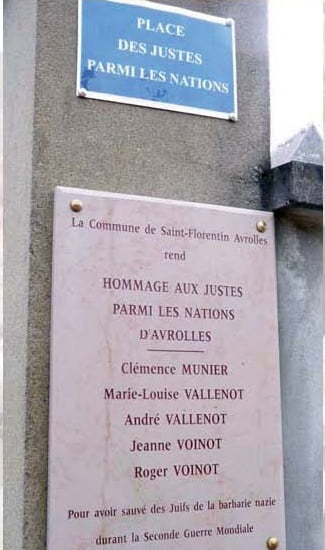 PLACE
DES JUSTES
PARMI LES NATIONS
La Commune de Saint-Florentin Avrolles
rend
HOMMAGE AUX JUSTES
PARMI LES NATIONS
D'AVROLLES
Clémence MUNIER
Marie-Louise VALLENOT
André VALLENOT
Jeanne VOINOT
Roger VOINOT
Pour avoir sauvé des Juifs de la barbarie nazie
durant la Seconde Guerre Mondiale